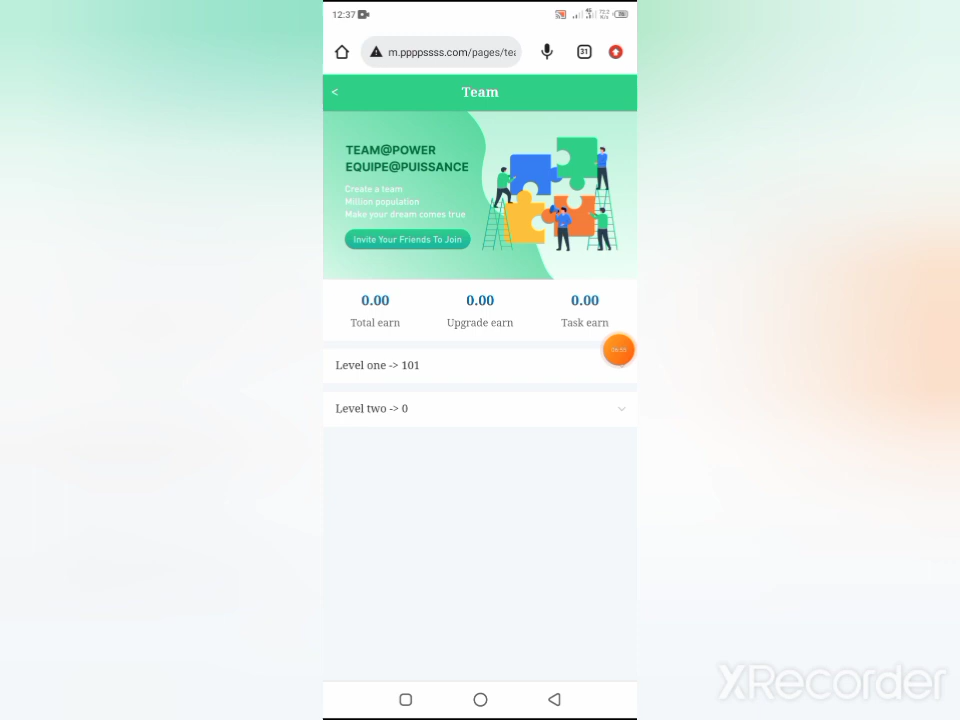 12:37
31
m.ppppssss.com/pages/tea
< Team
TEAM@POWER
EQUIPE@PUISSANCE
Create a team
Million population
Make your dream comes true
Invite Your Friends To Join
0.00 0.00 0.00
Total earn Upgrade earn Task earn
Level one -> 101
Level two -> 0
XRecorder